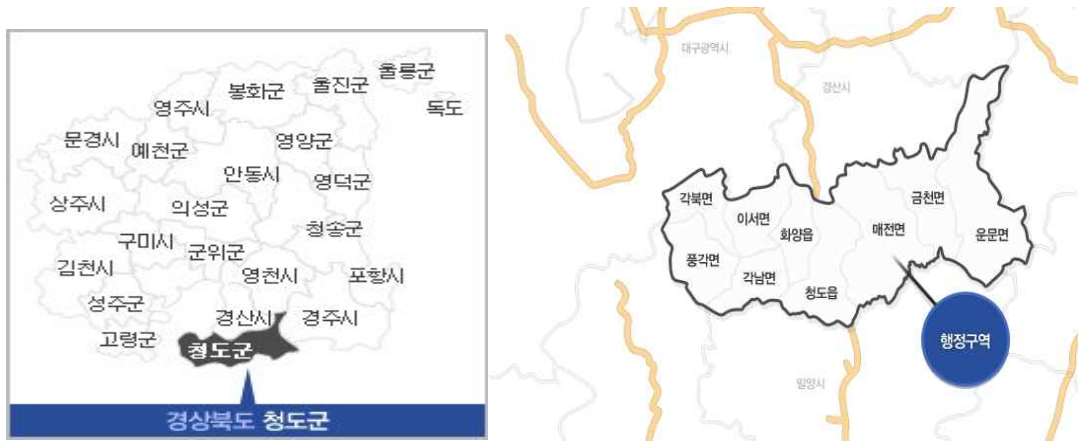 울릉군
울진군
봉화군
독도
영주시
문경시
예천군
영양군
안동시
영덕군
상주시
의성군
청송군
구미시
군위군
김천시
영천시
포항시
성주군
경산시
경주시
고령군
청도군
경상북도 청도군
대구광역시
경산시
각북면
이서면
화양읍
매전면
금천면
운문면
풍각면
각남면
청도읍
행정구역
밀양시